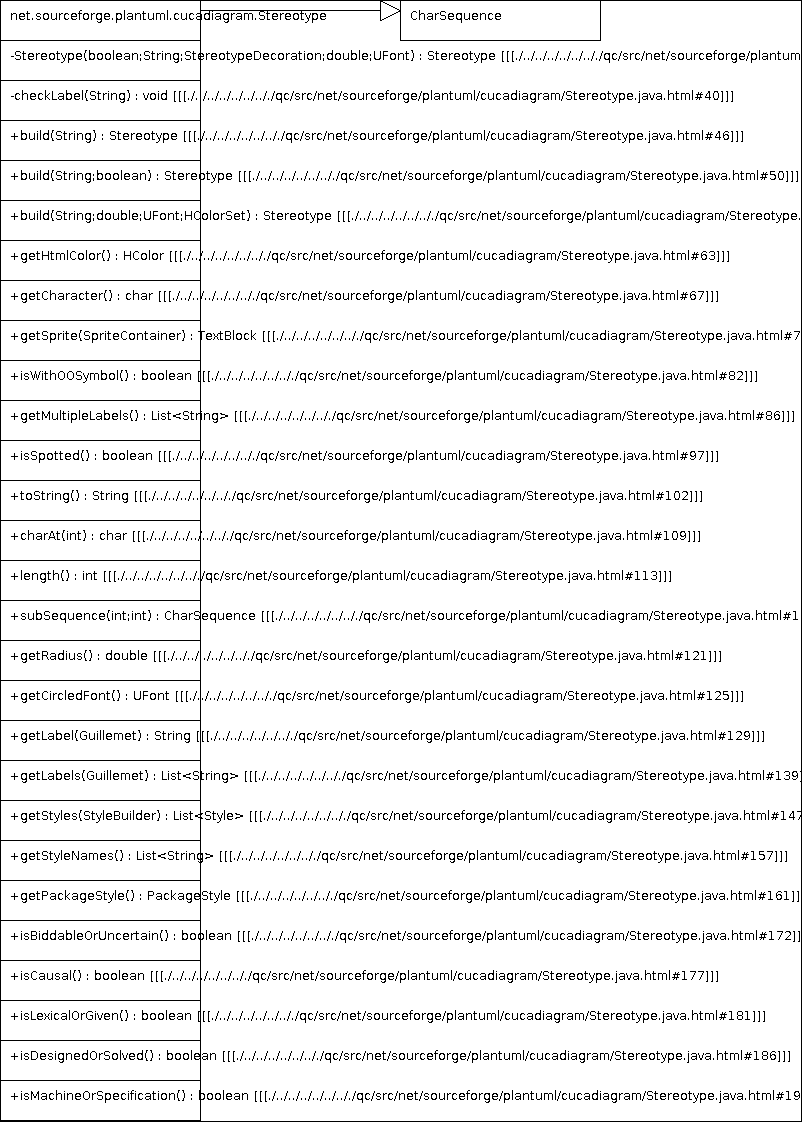 net.sourceforge.plantuml.cucadiagram.Stereotype
CharSequence
-Stereotype(boolean;String;StereotypeDecoration;double;UFont) : Stereotype [[[./../../../../../../../qc/src/net/sourceforge/plantum
-checkLabel(String) : void [[[./../../../../../../../qc/src/net/sourceforge/plantuml/cucadiagram/Stereotype.java.html#40]]]
+build(String) : Stereotype [[[./../../../../../../../qc/src/net/sourceforge/plantuml/cucadiagram/Stereotype.java.html#46]]]
+build(String;boolean) : Stereotype [[[./../../../../../../../qc/src/net/sourceforge/plantuml/cucadiagram/Stereotype.java.html#50]]]
+build(String;double;UFont;HColorSet) : Stereotype [[[./../../../../../../../qc/src/net/sourceforge/plantuml/cucadiagram/Stereotype.
+getHtmlColor() : HColor [[[./../../../../../../../qc/src/net/sourceforge/plantuml/cucadiagram/Stereotype.java.html#63]]]
+getCharacter() : char [[[./../../../../../../../qc/src/net/sourceforge/plantuml/cucadiagram/Stereotype.java.html#67]]]
+getSprite(SpriteContainer) : TextBlock [[[./../../../../../../../qc/src/net/sourceforge/plantuml/cucadiagram/Stereotype.java.html#7
+isWithOOSymbol() : boolean [[[./../../../../../../../qc/src/net/sourceforge/plantuml/cucadiagram/Stereotype.java.html#82]]]
+getMultipleLabels() : List<String> [[[./../../../../../../../qc/src/net/sourceforge/plantuml/cucadiagram/Stereotype.java.html#86]]]
+isSpotted() : boolean [[[./../../../../../../../qc/src/net/sourceforge/plantuml/cucadiagram/Stereotype.java.html#97]]]
+toString() : String [[[./../../../../../../../qc/src/net/sourceforge/plantuml/cucadiagram/Stereotype.java.html#102]]]
+charAt(int) : char [[[./../../../../../../../qc/src/net/sourceforge/plantuml/cucadiagram/Stereotype.java.html#109]]]
+length() : int [[[./../../../../../../../qc/src/net/sourceforge/plantuml/cucadiagram/Stereotype.java.html#113]]]
+subSequence(int;int) : CharSequence [[[./../../../../../../../qc/src/net/sourceforge/plantuml/cucadiagram/Stereotype.java.html#1
+getRadius() : double [[[./../../../../../../../qc/src/net/sourceforge/plantuml/cucadiagram/Stereotype.java.html#121]]]
+getCircledFont() : UFont [[[./../../../../../../../qc/src/net/sourceforge/plantuml/cucadiagram/Stereotype.java.html#125]]]
+getLabel(Guillemet) : String [[[./../../../../../../../qc/src/net/sourceforge/plantuml/cucadiagram/Stereotype.java.html#129]]]
+getLabels(Guillemet) : List<String> [[[./../../../../../../../qc/src/net/sourceforge/plantuml/cucadiagram/Stereotype.java.html#139]
+getStyles(StyleBuilder) : List<Style> [[[./../../../../../../../qc/src/net/sourceforge/plantuml/cucadiagram/Stereotype.java.html#147
+getStyleNames() : List<String> [[[./../../../../../../../qc/src/net/sourceforge/plantuml/cucadiagram/Stereotype.java.html#157]]]
+getPackageStyle() : PackageStyle [[[./../../../../../../../qc/src/net/sourceforge/plantuml/cucadiagram/Stereotype.java.html#161]]]
+isBiddableOrUncertain() : boolean [[[./../../../../../../../qc/src/net/sourceforge/plantuml/cucadiagram/Stereotype.java.html#172]]]
+isCausal() : boolean [[[./../../../../../../../qc/src/net/sourceforge/plantuml/cucadiagram/Stereotype.java.html#177]]]
+isLexicalOrGiven() : boolean [[[./../../../../../../../qc/src/net/sourceforge/plantuml/cucadiagram/Stereotype.java.html#181]]]
+isDesignedOrSolved() : boolean [[[./../../../../../../../qc/src/net/sourceforge/plantuml/cucadiagram/Stereotype.java.html#186]]]
+isMachineOrSpecification() : boolean [[[./../../../../../../../qc/src/net/sourceforge/plantuml/cucadiagram/Stereotype.java.html#19